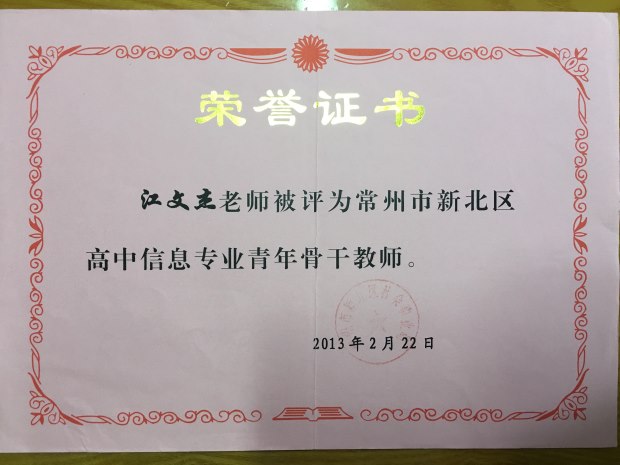 荣誉证书
江文杰老师被评为常州市新北区
高中信息专业青年骨干教师。
2013年2月22日